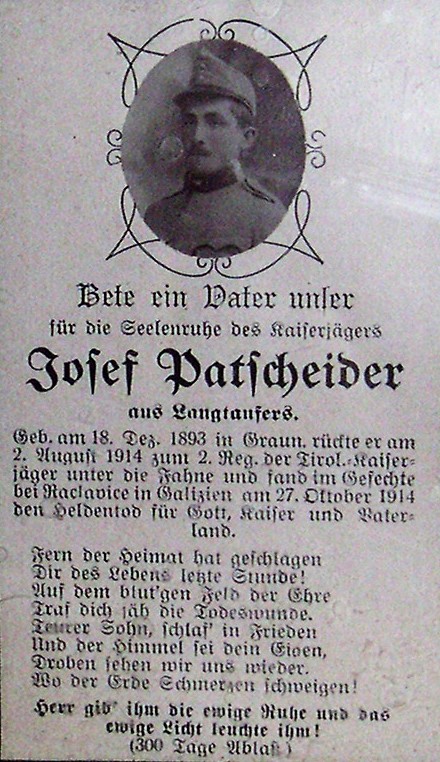 Bete ein Vater unser
für die Seelenruhe des Kaiserjägers
Josef Patscheider
aus Langtaufers.
Geb. am 18. Dez. 1893 in Graun. rückte er am
2. August 1914 zum 2. Reg. der Tirol.-Kaiser-
jäger unter die Fahne und fand im Gefechte
bei Raclavice in Galizien am 27. Oktober 1914
den Heldentod für Gott, Kaiser und Vater-
land.
Fern der Heimat hat geschlagen
Dir des Lebens letzte Stunde!
Auf dem blut'gen Feld der Ehre
Traf dich jäh die Todeswunde.
Teurer Sohn, schlaf' in Frieden
Und der Himmel sei dein Eigen,
Droben sehen wir uns wieder.
Wo der Erde Schmerzen schweigen!
Herr gib' ihm die ewige Ruhe und das
ewige Licht leuchte ihm!
(300 Tage Ablaß)